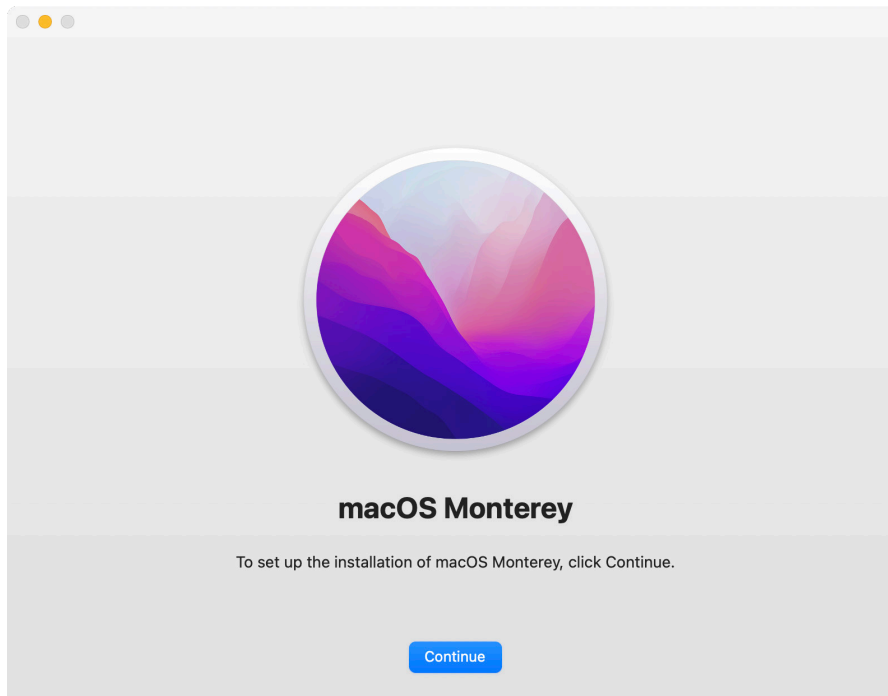 macOS Monterey
To set up the installation of macOS Monterey, click Continue.
Continue